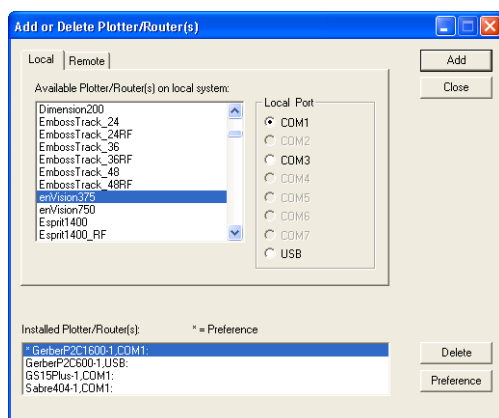 Add or Delete Plotter/Router(s)
Local Remote
Add
Close
Available Plotter/Router(s) on local system:
Dimension200
EmbossTrack_24
EmbossTrack_24RF
EmbossTrack_36
EmbossTrack_36RF
EmbossTrack_48
EmbossTrack_48RF
enVision375
enVision750
Esprit1400
Esprit1400_RF
Local Port
COM1
COM2
COM3
COM4
COM5
COM6
COM7
USB
Installed Plotter/Router(s): * = Preference
* GerberP2C1600-1,COM1:
GerberP2C600-1,USB:
GS15Plus-1,COM1:
Sabre404-1,COM1:
Delete
Preference